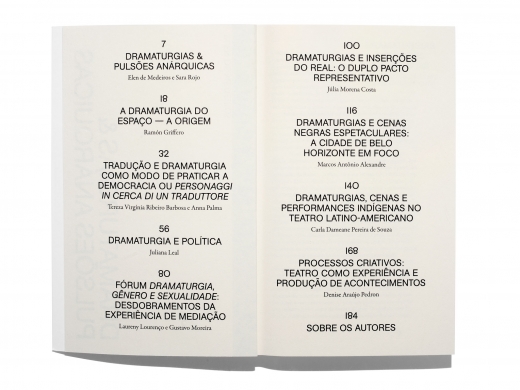 7
DRAMATURGIAS &
PULSÕES ANÁRQUICAS
Elen de Medeiros e Sara Rojo
18
A DRAMATURGIA DO
ESPAÇO — A ORIGEM
Ramón Griffero
32
TRADUÇÃO E DRAMATURGIA
COMO MODO DE PRATICAR A
DEMOCRACIA OU PERSONAGGI
IN CERCA DI UN TRADUTTORE
Tereza Virgínia Ribeiro Barbosa e Anna Palma
56
DRAMATURGIA E POLÍTICA
Juliana Leal
80
FÓRUM DRAMATURGIA,
GÊNERO E SEXUALIDADE:
DESDOBRAMENTOS DA
EXPERIÊNCIA DE MEDIAÇÃO
Laureny Lourenço e Gustavo Moreira
100
DRAMATURGIAS E INSERÇÕES
DO REAL: O DUPLO PACTO
REPRESENTATIVO
Júlia Morena Costa
116
DRAMATURGIAS E CENAS
NEGRAS ESPETACULARES:
A CIDADE DE BELO
HORIZONTE EM FOCO
Marcos Antônio Alexandre
140
DRAMATURGIAS, CENAS E
PERFORMANCES INDÍGENAS NO
TEATRO LATINO-AMERICANO
Carla Dameane Pereira de Souza
168
PROCESSOS CRIATIVOS:
TEATRO COMO EXPERIÊNCIA E
PRODUÇÃO DE ACONTECIMENTOS
Denise Araújo Pedron
184
SOBRE OS AUTORES